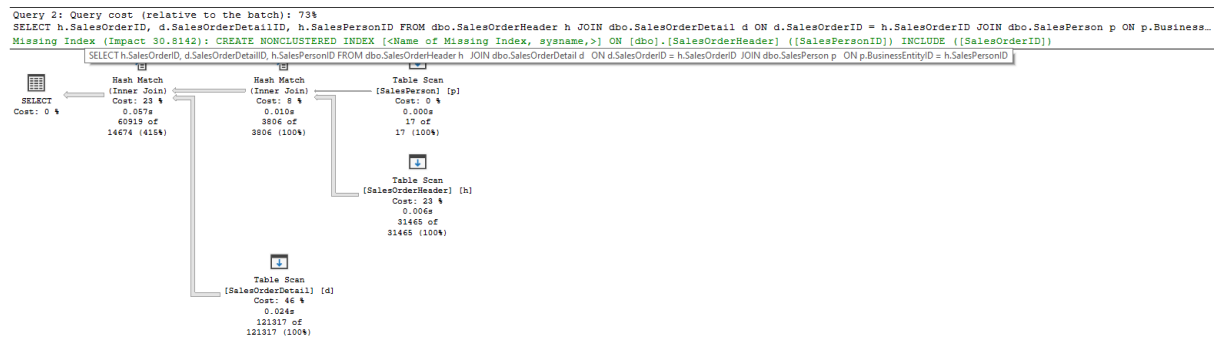 Query 2: Query cost (relative to the batch): 73%
SELECT h.SalesOrderID, d.SalesOrderDetailID, h.SalesPersonID FROM dbo.SalesOrderHeader h JOIN dbo.SalesOrderDetail d ON d.SalesOrderID = h.SalesOrderID JOIN dbo.SalesPerson p ON p.Business…
Missing Index (Impact 30.8142): CREATE NONCLUSTERED INDEX [<Name of Missing Index, sysname,>] ON [dbo].[SalesOrderHeader] ([SalesPersonID]) INCLUDE ([SalesOrderID])
SELECT h.SalesOrderID, d.SalesOrderDetailID, h.SalesPersonID FROM dbo.SalesOrderHeader h JOIN dbo.SalesOrderDetail d ON d.SalesOrderID = h.SalesOrderID JOIN dbo.SalesPerson p ON p.BusinessEntityID = h.SalesPersonID
SELECT
Cost: 0 %
Hash Match
(Inner Join)
Cost: 23 %
0.057s
60919 of
14674 (415%)
Hash Match
(Inner Join)
Cost: 8 %
0.010s
3806 of
3806 (100%)
Table Scan
[SalesPerson] [p]
Cost: 0 %
0.000s
17 of
17 (100%)
Table Scan
[SalesOrderHeader] [h]
Cost: 23 %
0.006s
31465 of
31465 (100%)
Table Scan
[SalesOrderDetail] [d]
Cost: 46 %
0.024s
121317 of
121317 (100%)